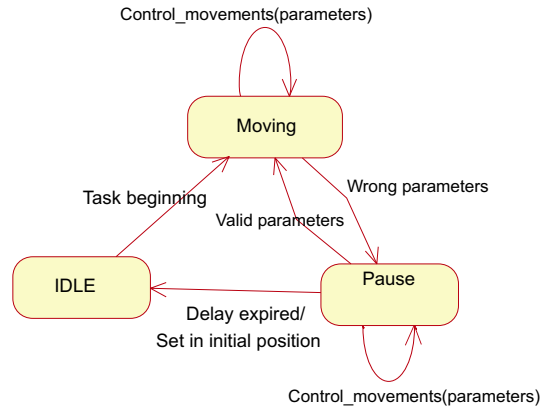 Control_movements(parameters)
Moving
Wrong parameters
Task beginning
Valid parameters
IDLE
Pause
Delay expired/
Set in initial position
Control_movements(parameters)